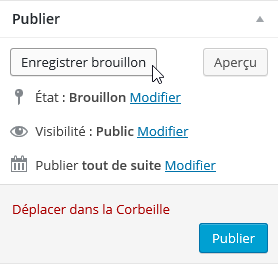 Publier
Enregistrer brouillon Aperçu
État : Brouillon Modifier
Visibilité : Public Modifier
Publier tout de suite Modifier
Déplacer dans la Corbeille
Publier